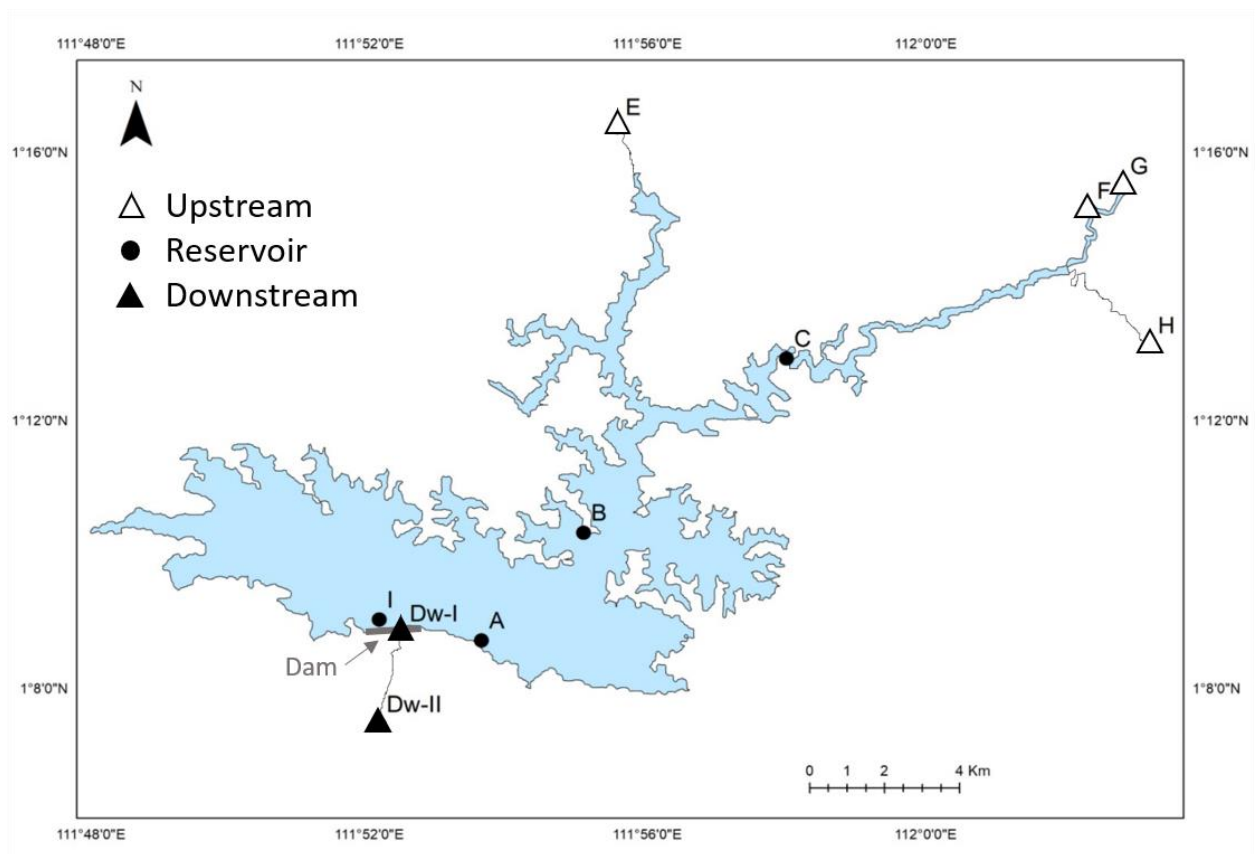 111°48'0"E 111°52'0"E 111°56'0"E 112°0'0"E
N
E
1°16'0"N 1°16'0"N
G
F
Upstream
Reservoir
Downstream
H
C
1°12'0"N 1°12'0"N
B
I
Dw-I
A
Dam
1°8'0"N 1°8'0"N
Dw-II
0 1 2 4 Km
111°48'0"E 111°52'0"E 111°56'0"E 112°0'0"E